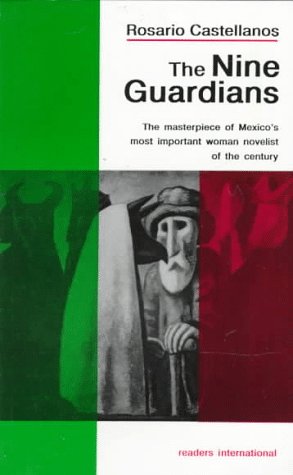 Rosario Castellanos
The Nine
Guardians
The masterpiece of Mexico's
most important woman novelist
of the century
readers international